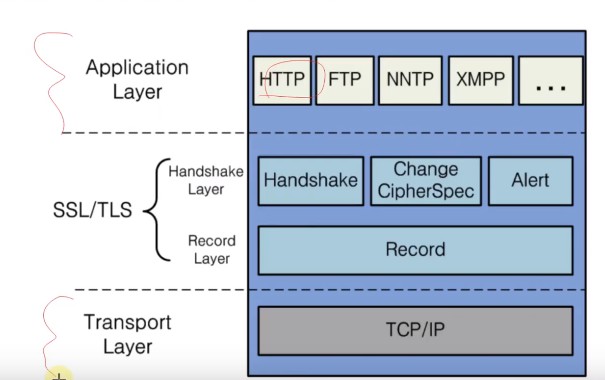 Application
Layer
HTTP
FTP
NNTP
XMPP
...
SSL/TLS
Handshake
Layer
Handshake
Change
CipherSpec
Alert
Record
Layer
Record
Transport
Layer
TCP/IP